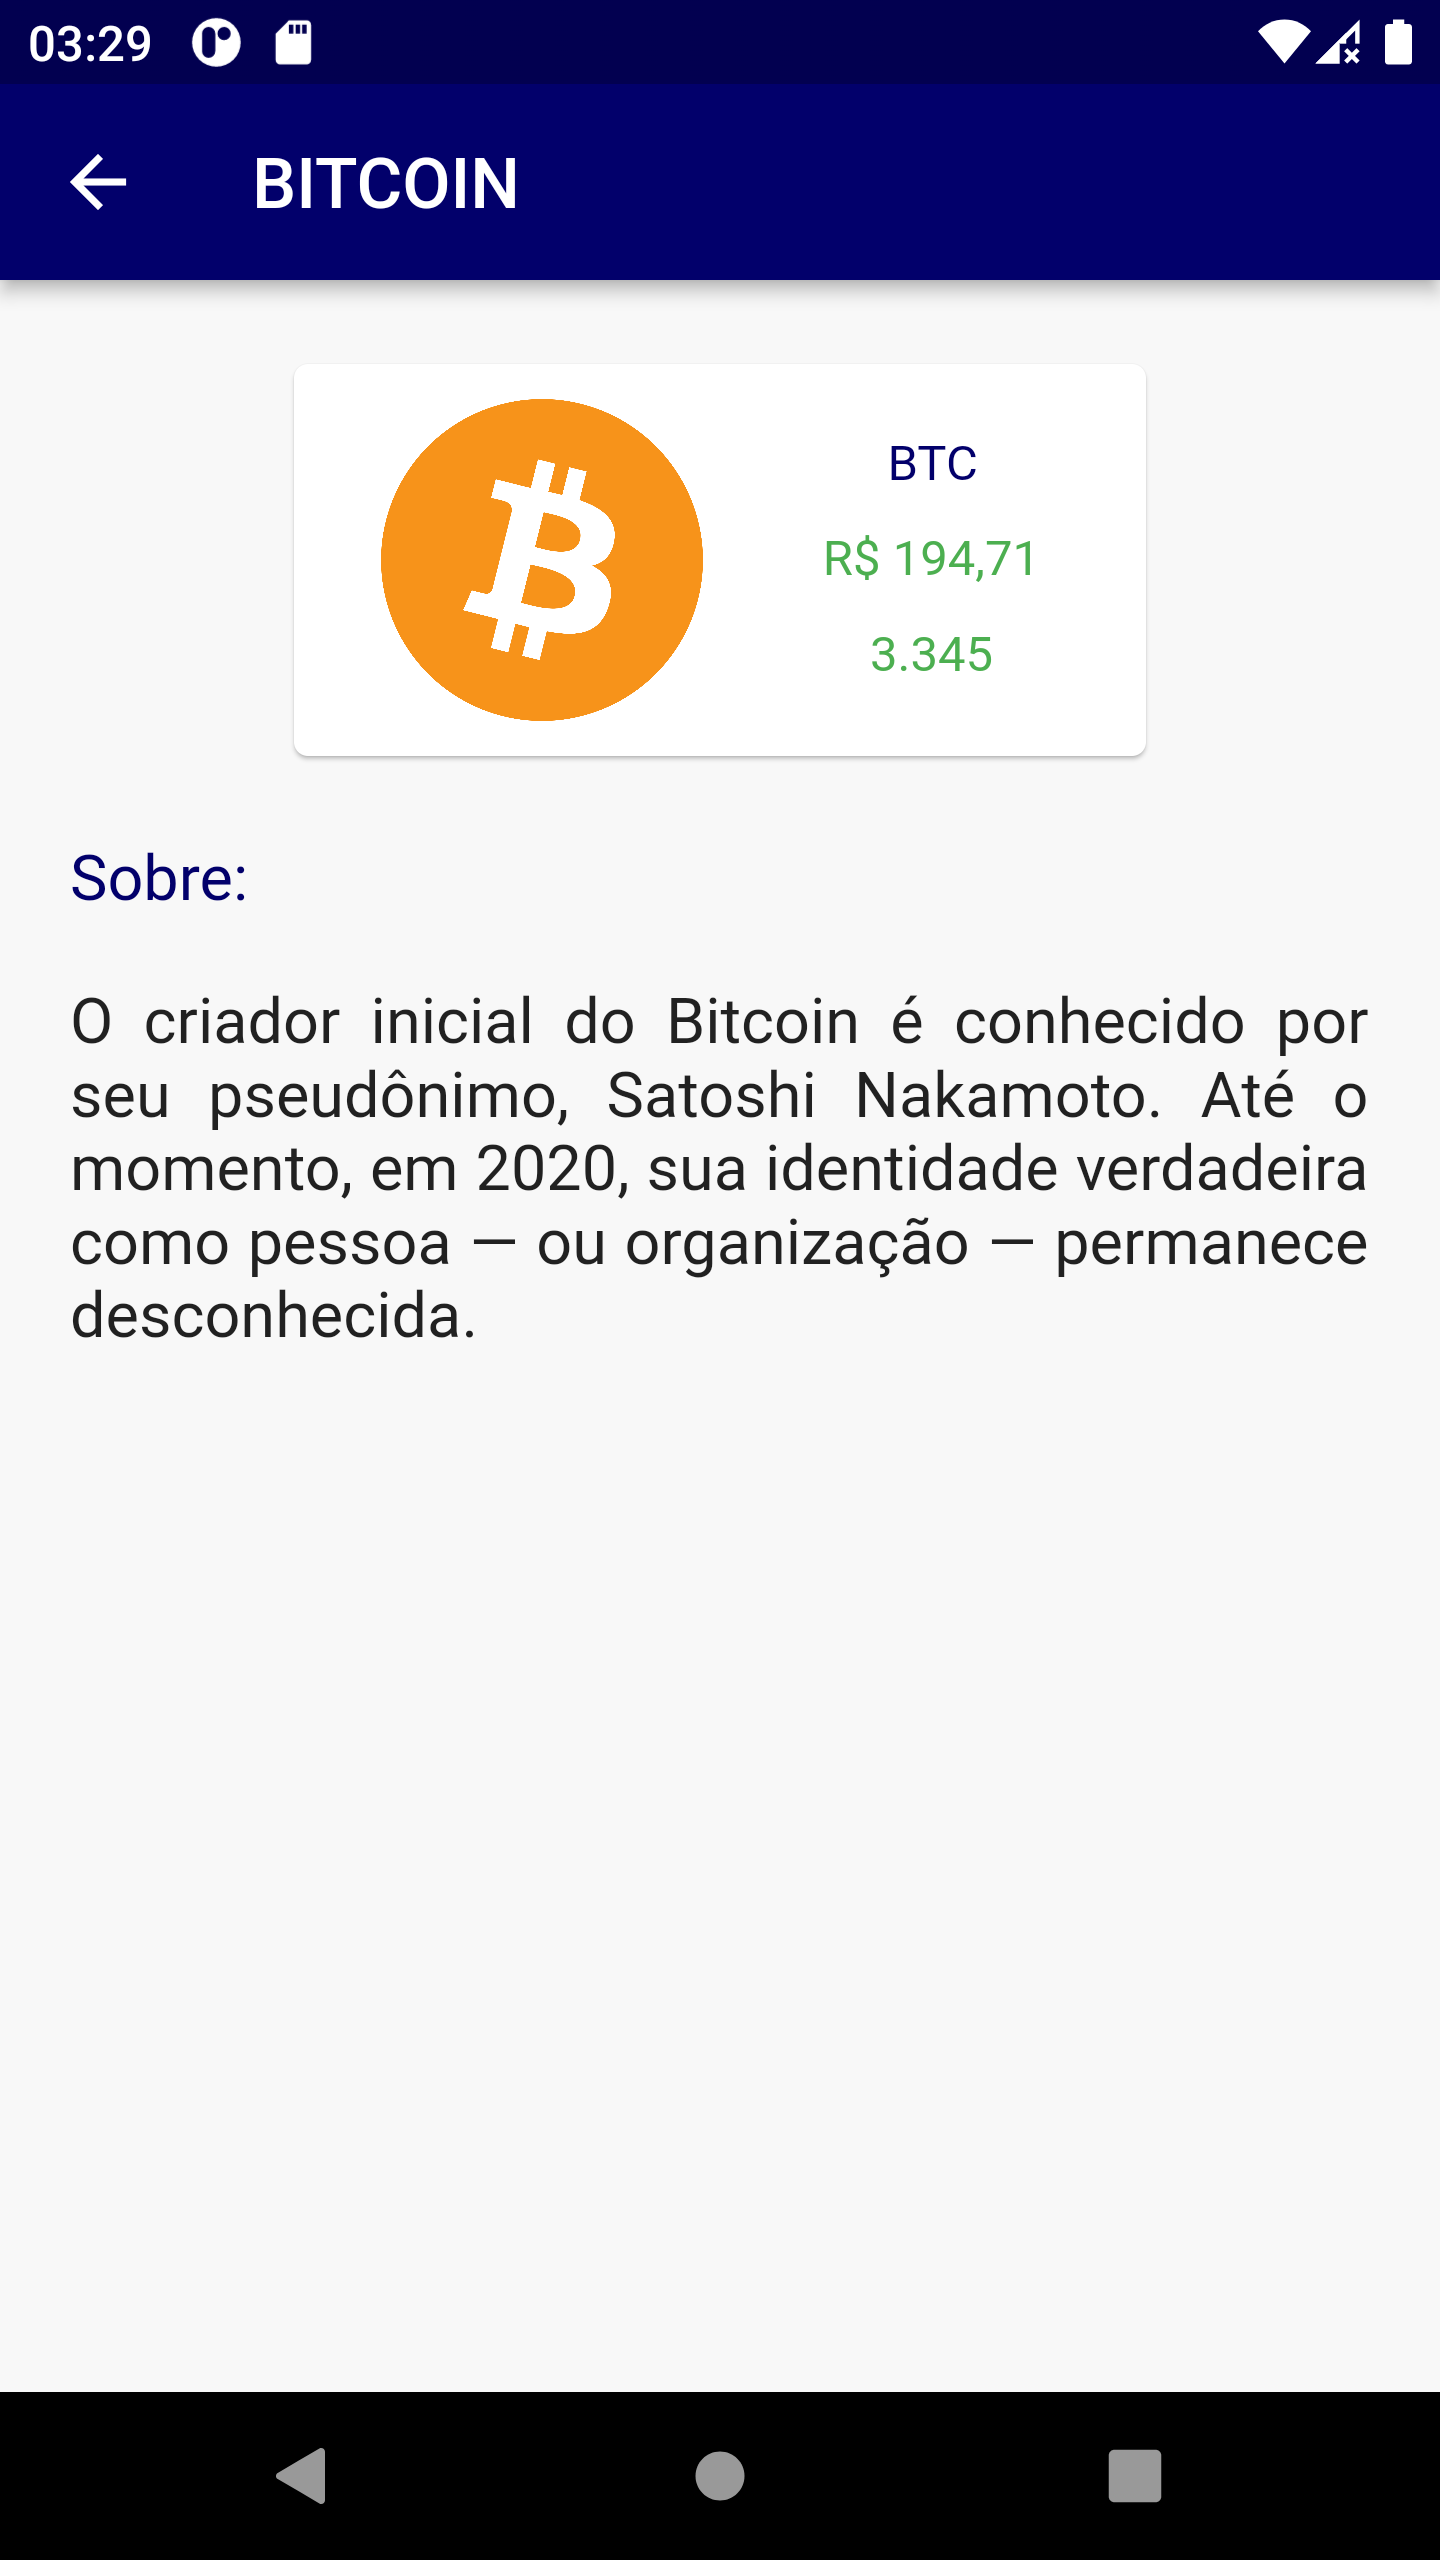 03:29
BITCOIN
BTC
R$ 194,71
3.345
Sobre:
O criador inicial do Bitcoin é conhecido por
seu pseudônimo, Satoshi Nakamoto. Até o
momento, em 2020, sua identidade verdadeira
como pessoa — ou organização — permanece
desconhecida.